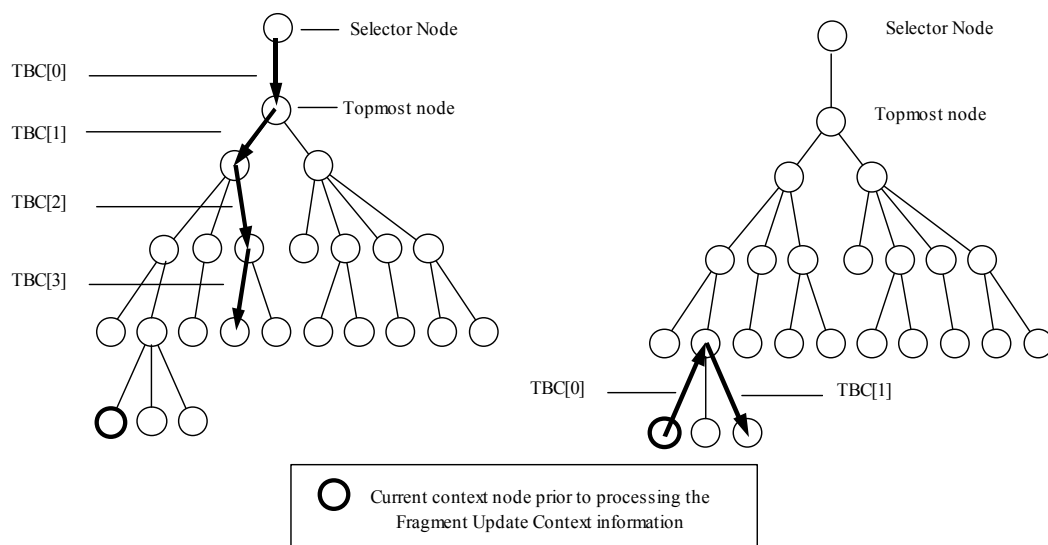 Selector Node
TBC[0]
Topmost node
TBC[1]
TBC[2]
TBC[3]
Selector Node
Topmost node
TBC[0]
TBC[1]
Current context node prior to processing the
Fragment Update Context information